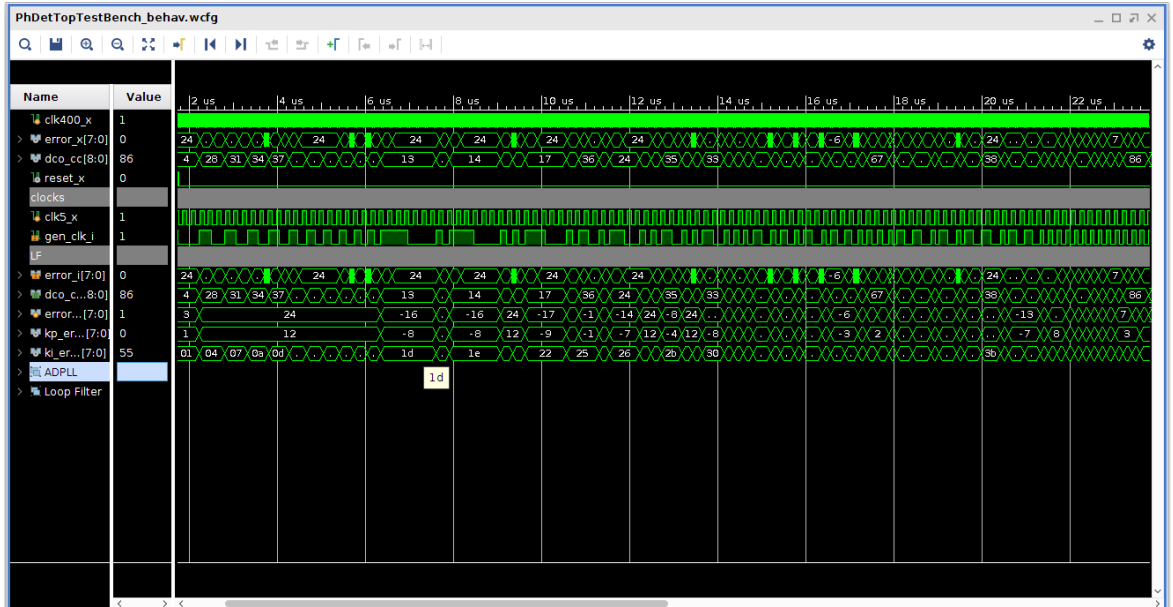 PhDetTopTestBench_behav.wcfg
Name Value
2 us 4 us 6 us 8 us 10 us 12 us 14 us 16 us 18 us 20 us 22 us
clk400_x 1
error_x[7:0] 0 24 24 24 24 24 24 -6 24 7
dco_cc[8:0] 86 4 28 31 34 37 13 14 17 36 24 35 33 67 38 86
reset_x 0
clocks
clk5_x 1
gen_clk_i 1
LF
error_i[7:0] 0 24 24 24 24 24 24 -6 24 7
dco_c...8:0] 86 4 28 31 34 37 13 14 17 36 24 35 33 67 38 86
error...[7:0] 1 3 24 -16 -16 24 -17 -1 -14 24 -8 24 -6 -13 7
kp_er...[7:0] 0 1 12 -8 -8 12 -9 -1 -7 12 -4 12 -8 -3 2 -7 8 3
ki_er...[7:0] 55 01 04 07 0a 0d 1d 1e 22 25 26 2b 30 3b
ADPLL
1d
Loop Filter